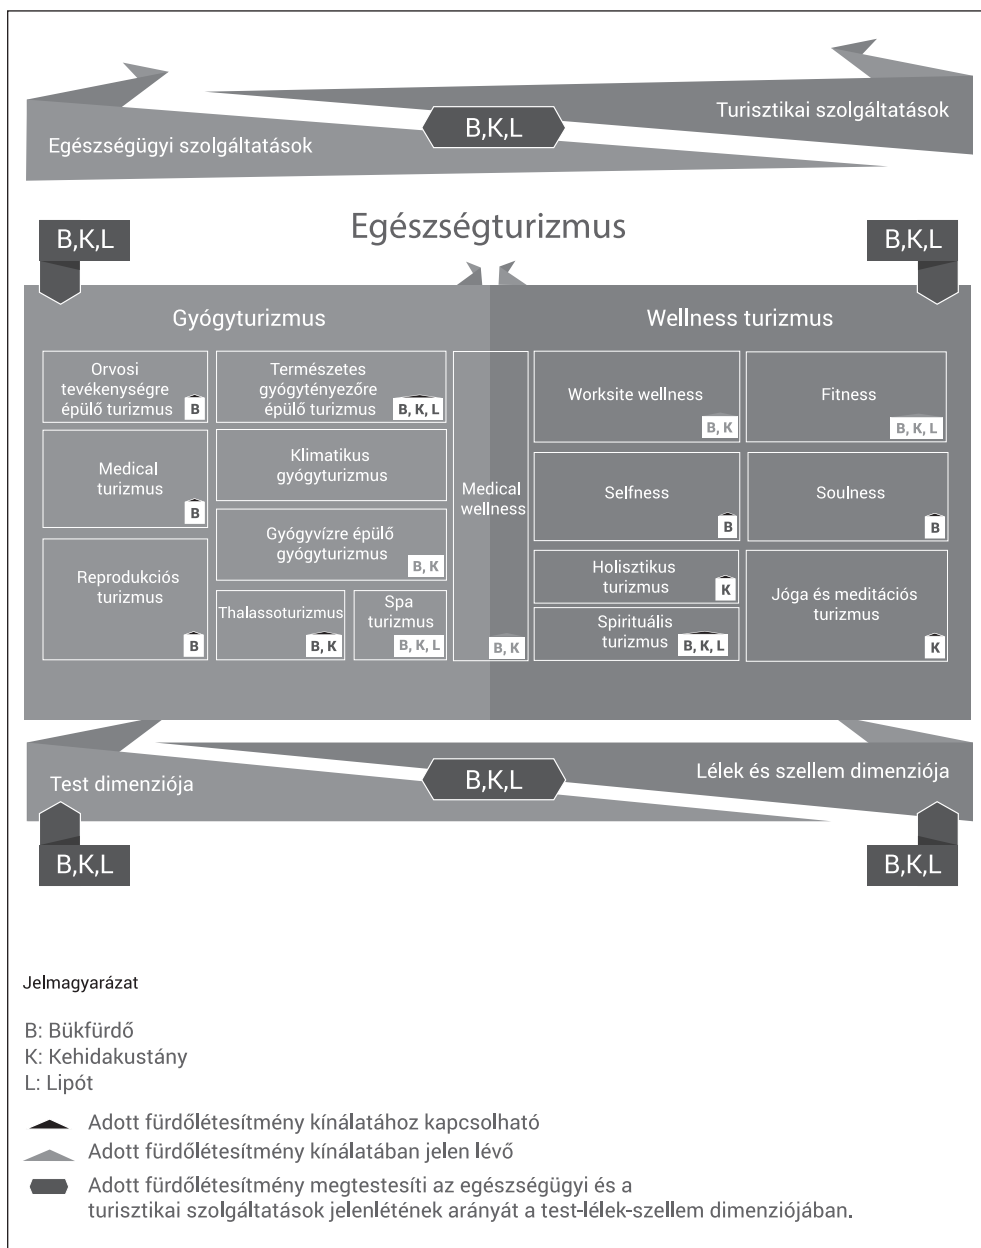 Turisztikai szolgáltatások
B,K,L
Egészségügyi szolgáltatások
B,K,L
Egészségturizmus
B,K,L
Gyógyturizmus
Wellness turizmus
Orvosi
tevékenységre
épülő turizmus
B
Természetes
gyógytényezőre
épülő turizmus
B, K, L
Worksite wellness
B, K
Fitness
B, K, L
Medical
turizmus
B
Klimatikus
gyógyturizmus
Medical
wellness
B, K
Selfness
B
Soulness
B
Gyógyvízre épülő
gyógyturizmus
B, K
Reprodukciós
turizmus
B
Thalassoturizmus
B, K
Spa
turizmus
B, K, L
Holisztikus
turizmus
K
Spirituális
turizmus
B, K, L
Jóga és meditációs
turizmus
K
Test dimenziója
B,K,L
Lélek és szellem dimenziója
B,K,L
B,K,L
Jelmagyarázat
B: Bükfürdő
K: Kehidakustány
L: Lipót
Adott fürdőlétesítmény kínálatához kapcsolható
Adott fürdőlétesítmény kínálatában jelen lévő
Adott fürdőlétesítmény megtestesíti az egészségügyi és a
turisztikai szolgáltatások jelenlétének arányát a test-lélek-szellem dimenziójában.